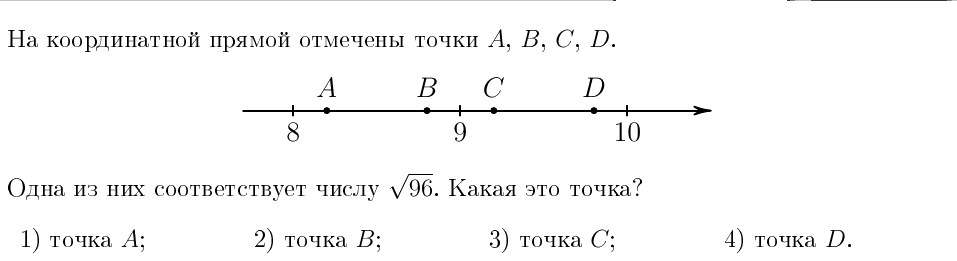 На координатной прямой отмечены точки A, B, C, D.
A B C D
8 9 10
Одна из них соответствует числу √96. Какая это точка?
1) точка A; 2) точка B; 3) точка C; 4) точка D.